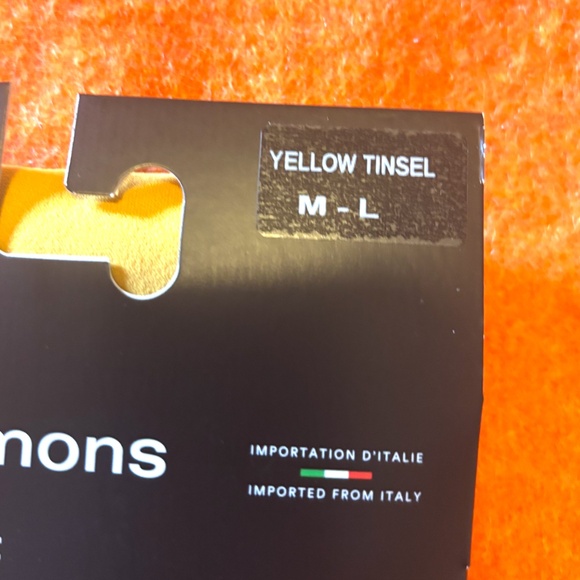 YELLOW TINSEL
M - L
mons
IMPORTATION D'ITALIE
IMPORTED FROM ITALY